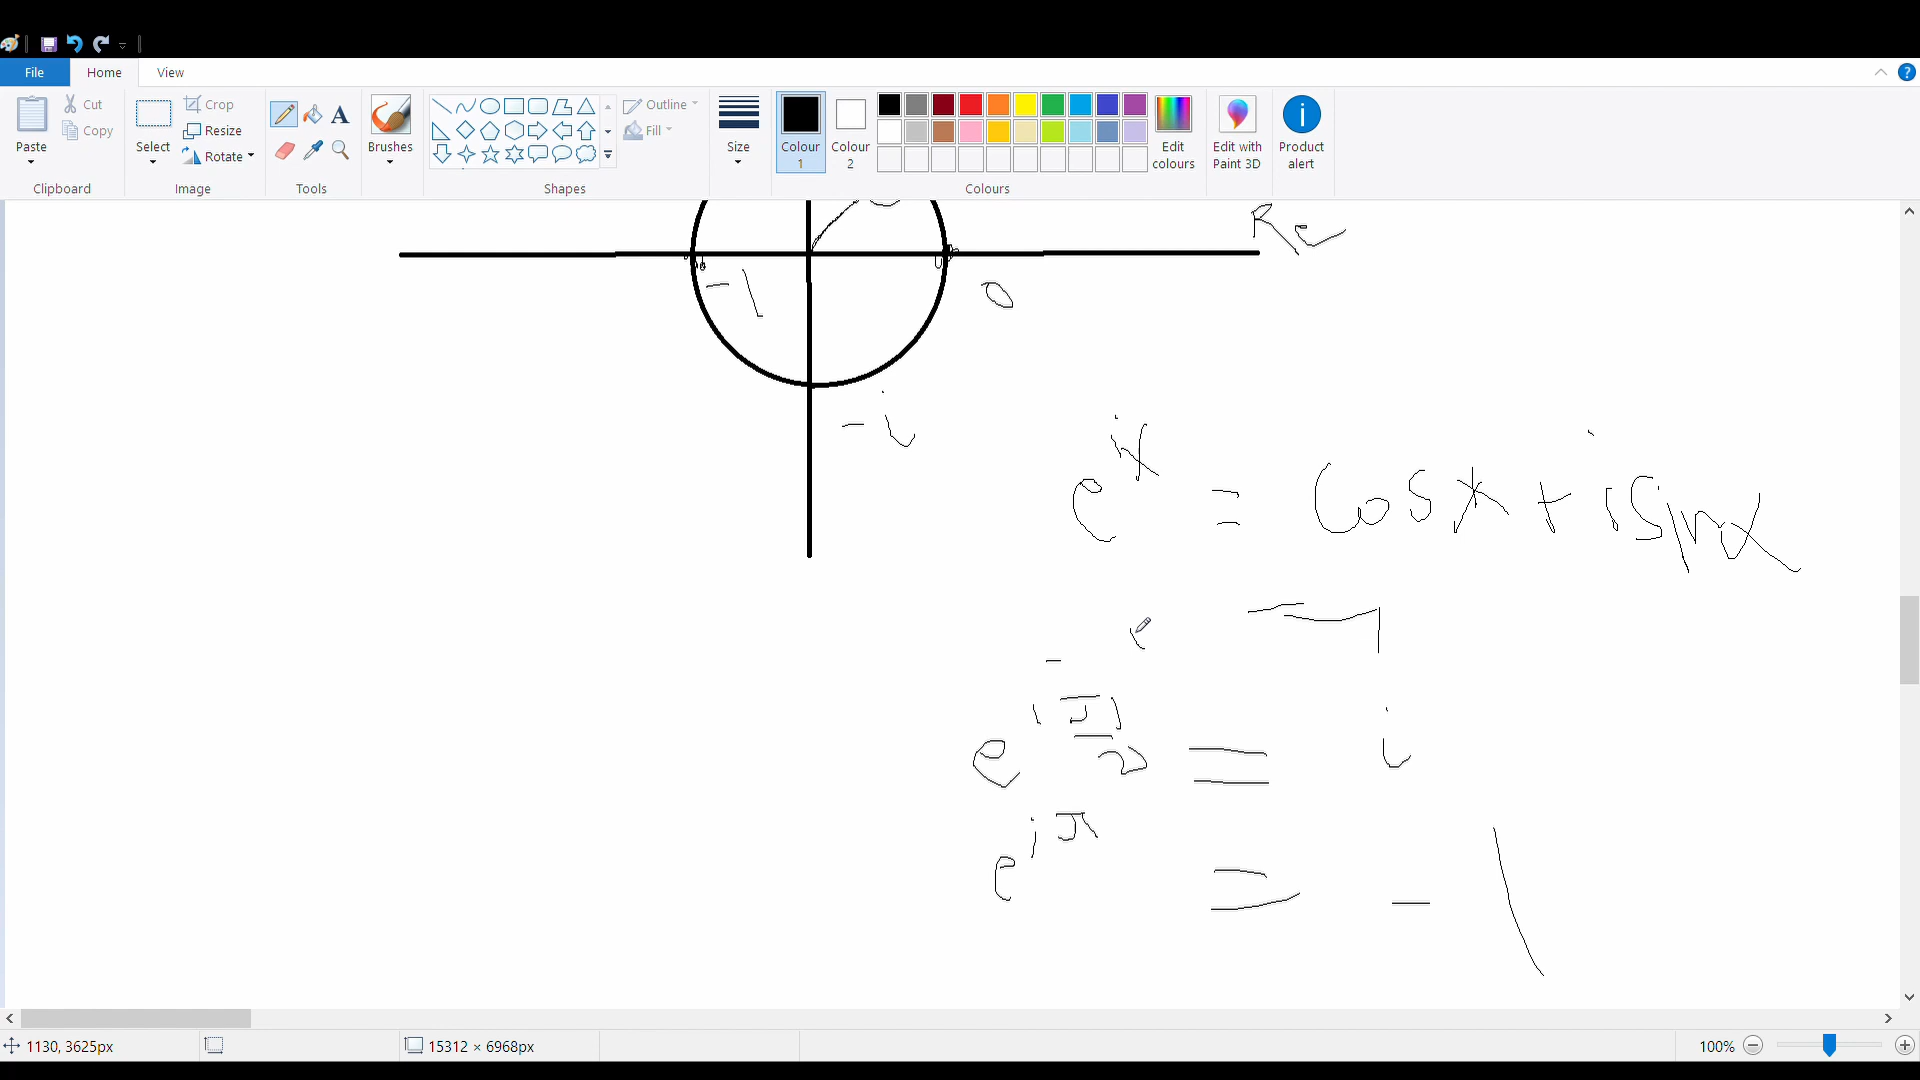 File Home View
Paste Cut Copy Clipboard
Select Crop Resize Rotate Image
Tools
Brushes
Outline Fill Shapes
Size
Colour 1 Colour 2 Edit colours Colours
Edit with Paint 3D
Product alert
Re
-1 0
-i
e^{ix} = cosx + isinx
e^{iπ/2} = i
e^{iπ} = -1
1130, 3625px 15312 × 6968px 100%